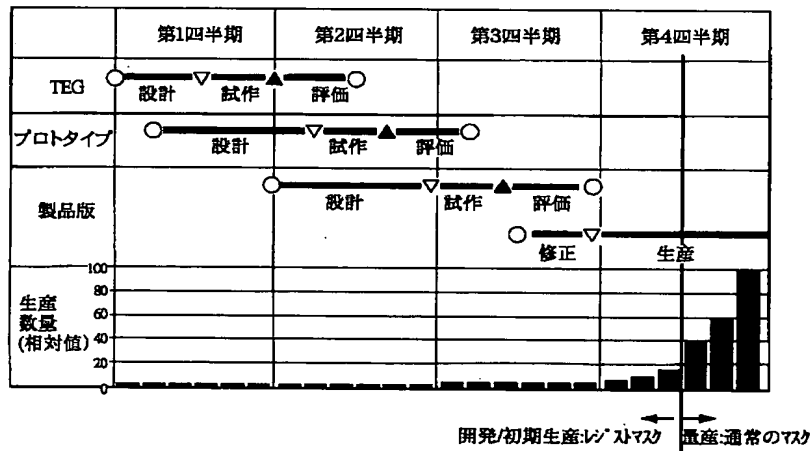 第1四半期 第2四半期 第3四半期 第4四半期
TEG
設計 試作 評価
プロトタイプ
設計 試作 評価
製品版
設計 試作 評価
修正 生産
生産
数量
(相対値)
100
80
60
40
20
0
開発/初期生産:レジストマスク 量産:通常のマスク